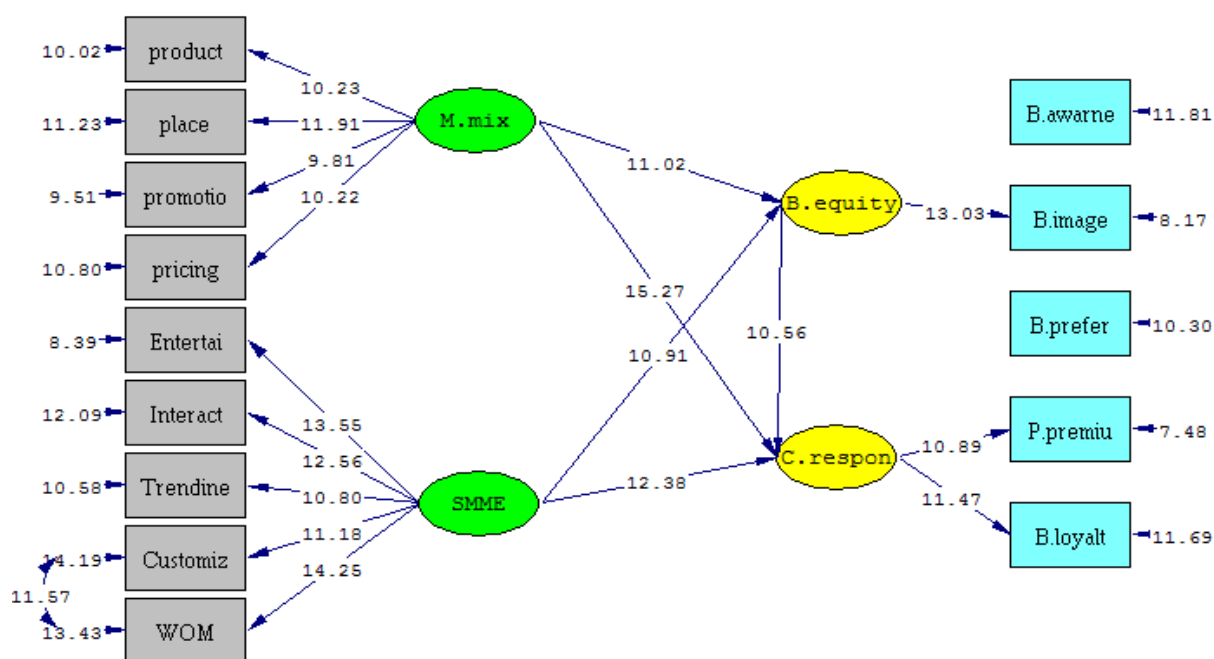 10.02 product
10.23
11.23 place
11.91
M.mix
9.51 promotio
9.81
10.22
10.80 pricing
8.39 Entertai
12.09 Interact
13.55
12.56
10.58 Trendine
10.80
SMME
14.19 Customiz
11.18
14.25
11.57
13.43 WOM
11.02
15.27
10.91
10.56
12.38
B.equity
13.03
C.respon
10.89
11.47
B.awarne 11.81
B.image 8.17
B.prefer 10.30
P.premiu 7.48
B.loyalt 11.69